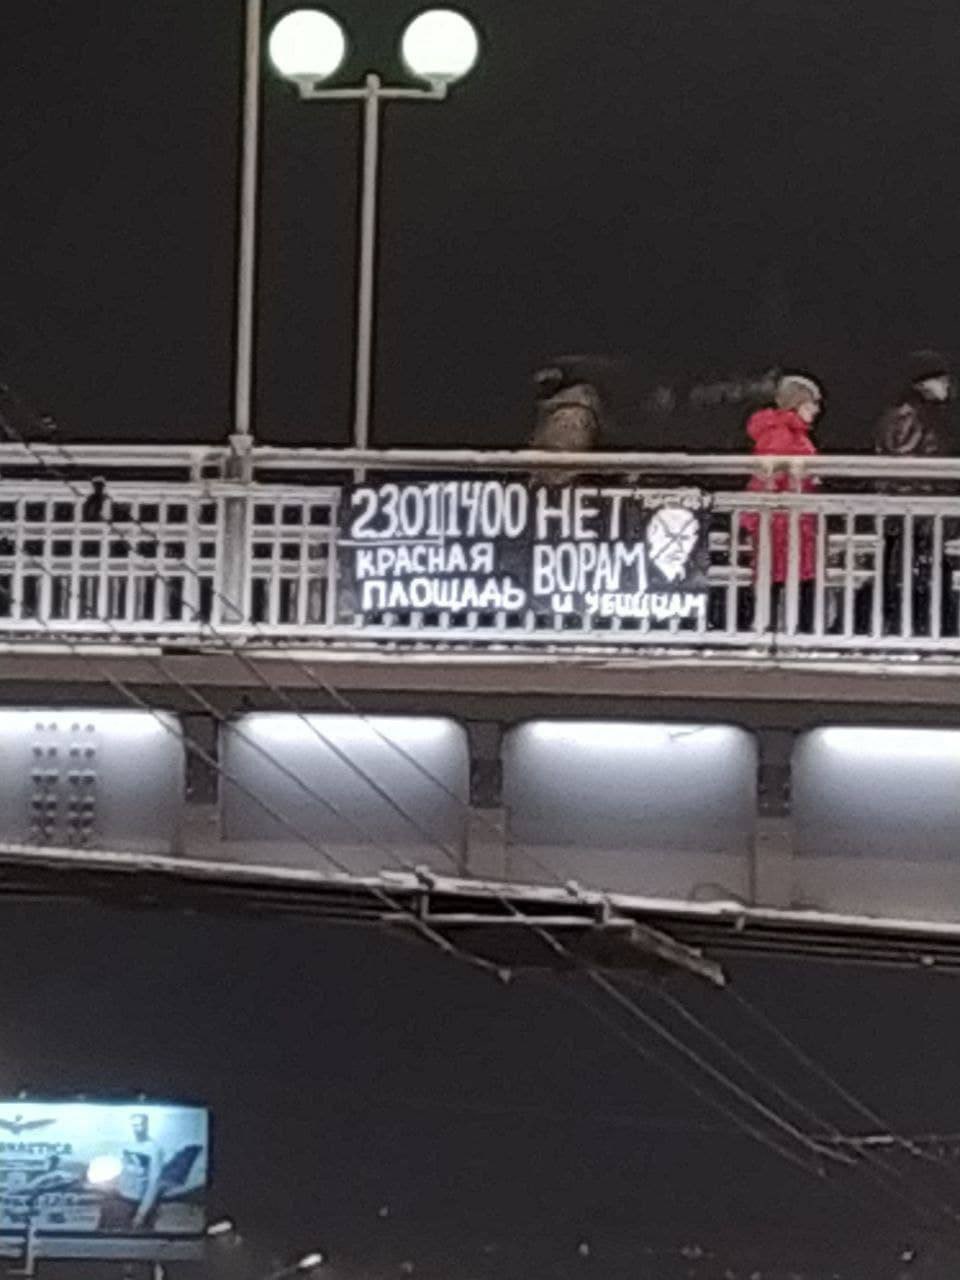 23.01 1400
КРАСНАЯ
ПЛОЩАДЬ
НЕТ
ВОРАМ
И УБИЙЦАМ